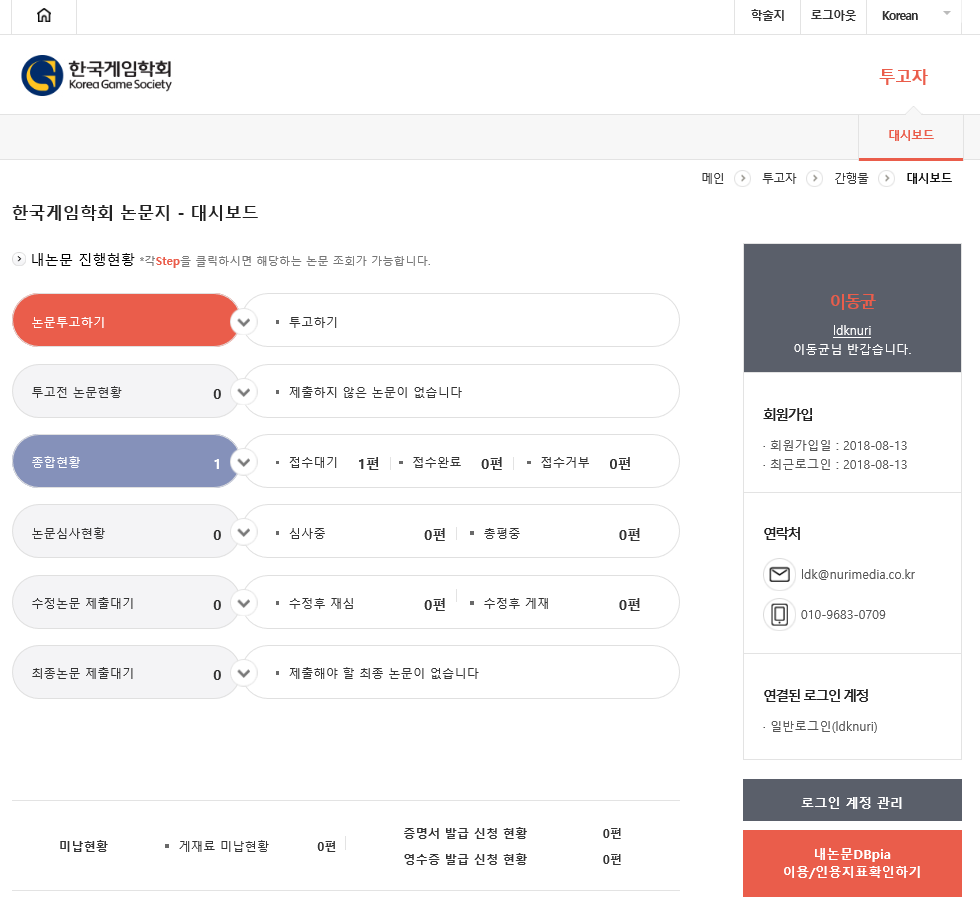 학술지 로그아웃 Korean
한국게임학회
Korea Game Society
투고자
대시보드
메인 투고자 간행물 대시보드
한국게임학회 논문지 - 대시보드
내논문 진행현황 *각Step을 클릭하시면 해당하는 논문 조회가 가능합니다.
논문투고하기 투고하기
투고전 논문현황 0 제출하지 않은 논문이 없습니다
종합현황 1 접수대기 1편 접수완료 0편 접수거부 0편
논문심사현황 0 심사중 0편 총평중 0편
수정논문 제출대기 0 수정후 재심 0편 수정후 게재 0편
최종논문 제출대기 0 제출해야 할 최종 논문이 없습니다
미납현황 게재료 미납현황 0편
증명서 발급 신청 현황 0편
영수증 발급 신청 현황 0편
이동균
ldknuri
이동균님 반갑습니다.
회원가입
· 회원가입일 : 2018-08-13
· 최근로그인 : 2018-08-13
연락처
ldk@nurimedia.co.kr
010-9683-0709
연결된 로그인 계정
· 일반로그인(ldknuri)
로그인 계정 관리
내논문DBpia
이용/인용지표확인하기